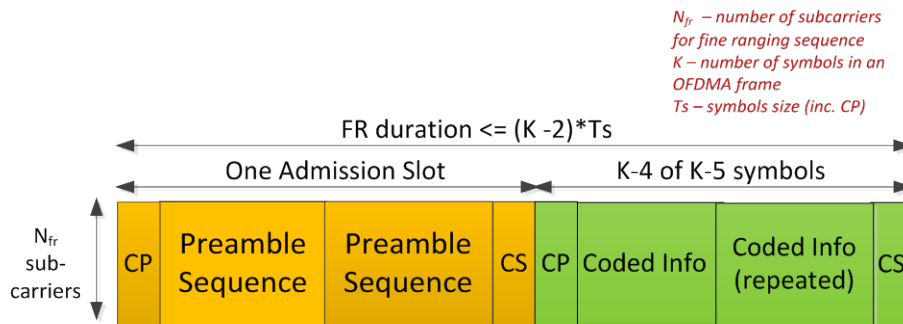 N_fr – number of subcarriers
for fine ranging sequence
K – number of symbols in an
OFDMA frame
Ts – symbols size (inc. CP)
FR duration <= (K -2)*Ts
One Admission Slot
K-4 of K-5 symbols
N_fr
sub-
carriers
CP
Preamble
Sequence
Preamble
Sequence
CS
CP
Coded Info
Coded Info
(repeated)
CS